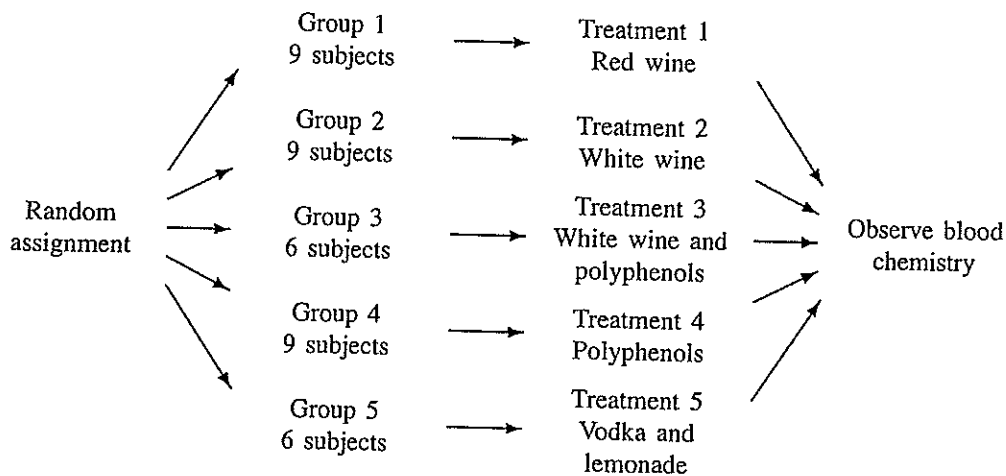 Random
assignment
Group 1
9 subjects
Group 2
9 subjects
Group 3
6 subjects
Group 4
9 subjects
Group 5
6 subjects
Treatment 1
Red wine
Treatment 2
White wine
Treatment 3
White wine and
polyphenols
Treatment 4
Polyphenols
Treatment 5
Vodka and
lemonade
Observe blood
chemistry